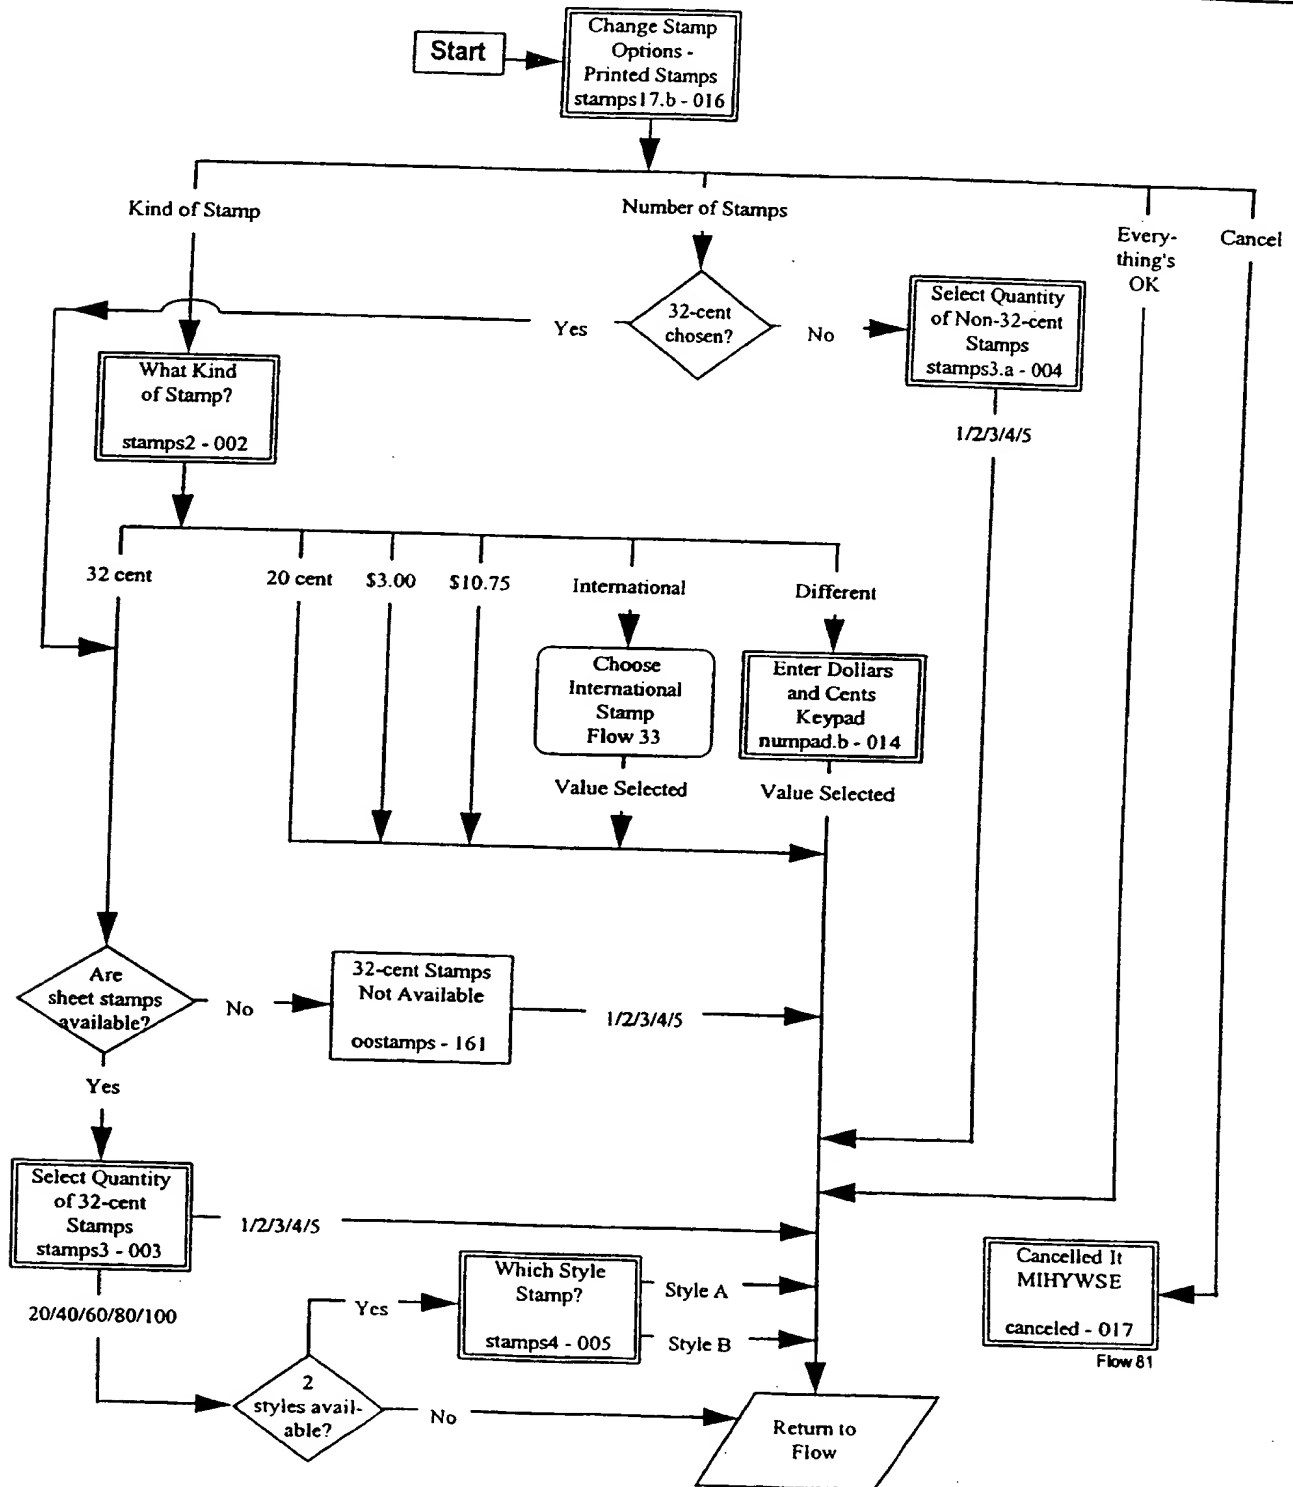 Start
Change Stamp
Options -
Printed Stamps
stamps17.b - 016
Kind of Stamp
Number of Stamps
Every-
thing's
OK
Cancel
32-cent
chosen?
Yes
No
Select Quantity
of Non-32-cent
Stamps
stamps3.a - 004
1/2/3/4/5
What Kind
of Stamp?
stamps2 - 002
32 cent
20 cent
$3.00
$10.75
International
Different
Choose
International
Stamp
Flow 33
Enter Dollars
and Cents
Keypad
numpad.b - 014
Value Selected
Value Selected
Are
sheet stamps
available?
No
32-cent Stamps
Not Available
oostamps - 161
1/2/3/4/5
Yes
Select Quantity
of 32-cent
Stamps
stamps3 - 003
1/2/3/4/5
20/40/60/80/100
Yes
Which Style
Stamp?
stamps4 - 005
Style A
Style B
Cancelled It
MIHYWSE
canceled - 017
Flow 81
2
styles avail-
able?
No
Return to
Flow